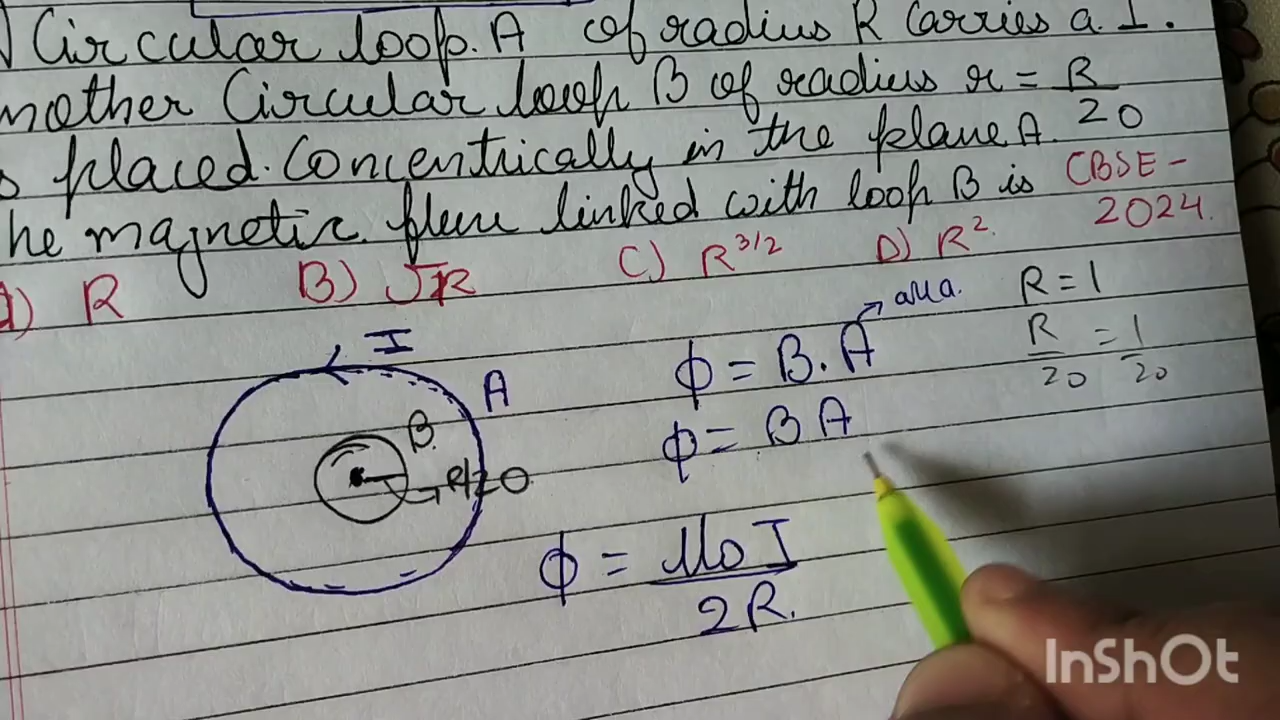 Circular loop. A of radius R Carries a. I.
nother Circular loop B of radius r = R/20
s placed. Concentrically in the plane A.
he magnetic. flux linked with loop B is CBSE - 2024.
A) R B) √R C) R^3/2 D) R^2.
I
A
B
R/20
φ = B.A → area.
φ = BA
φ = μ0 I / 2R.
R = 1
R/20 = 1/20
InShOt